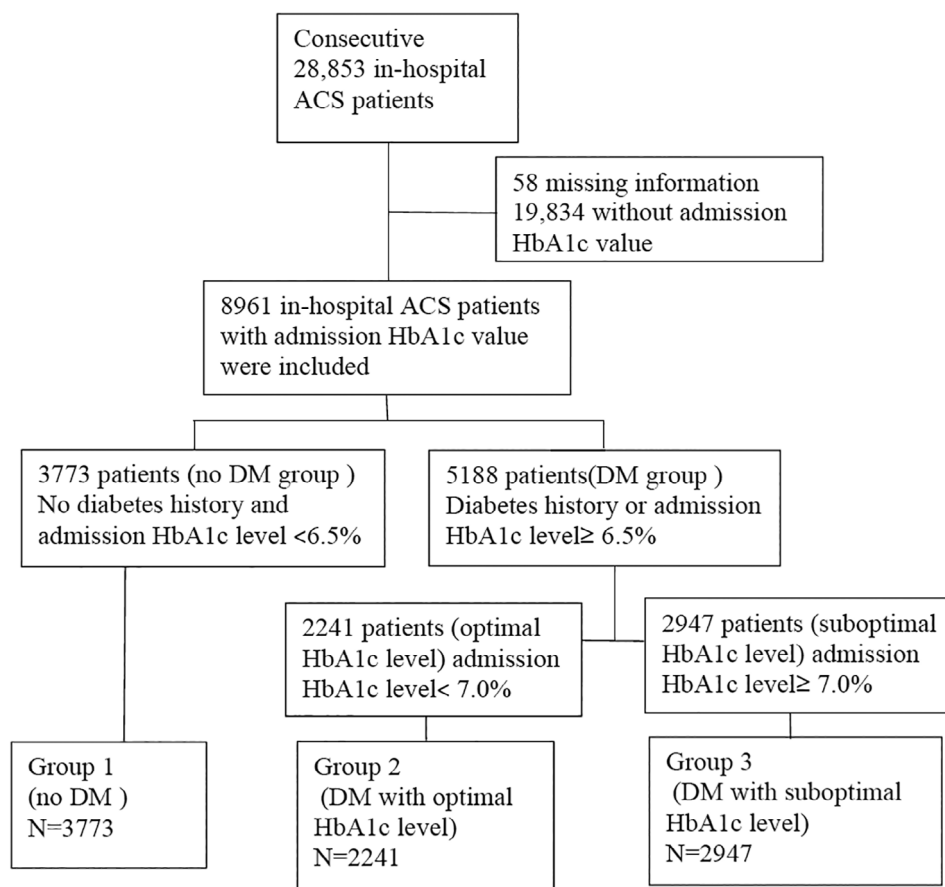 Consecutive
28,853 in-hospital
ACS patients
58 missing information
19,834 without admission
HbA1c value
8961 in-hospital ACS patients
with admission HbA1c value
were included
3773 patients (no DM group )
No diabetes history and
admission HbA1c level <6.5%
5188 patients(DM group )
Diabetes history or admission
HbA1c level≥ 6.5%
2241 patients (optimal
HbA1c level) admission
HbA1c level< 7.0%
2947 patients (suboptimal
HbA1c level) admission
HbA1c level≥ 7.0%
Group 1
(no DM )
N=3773
Group 2
(DM with optimal
HbA1c level)
N=2241
Group 3
(DM with suboptimal
HbA1c level)
N=2947